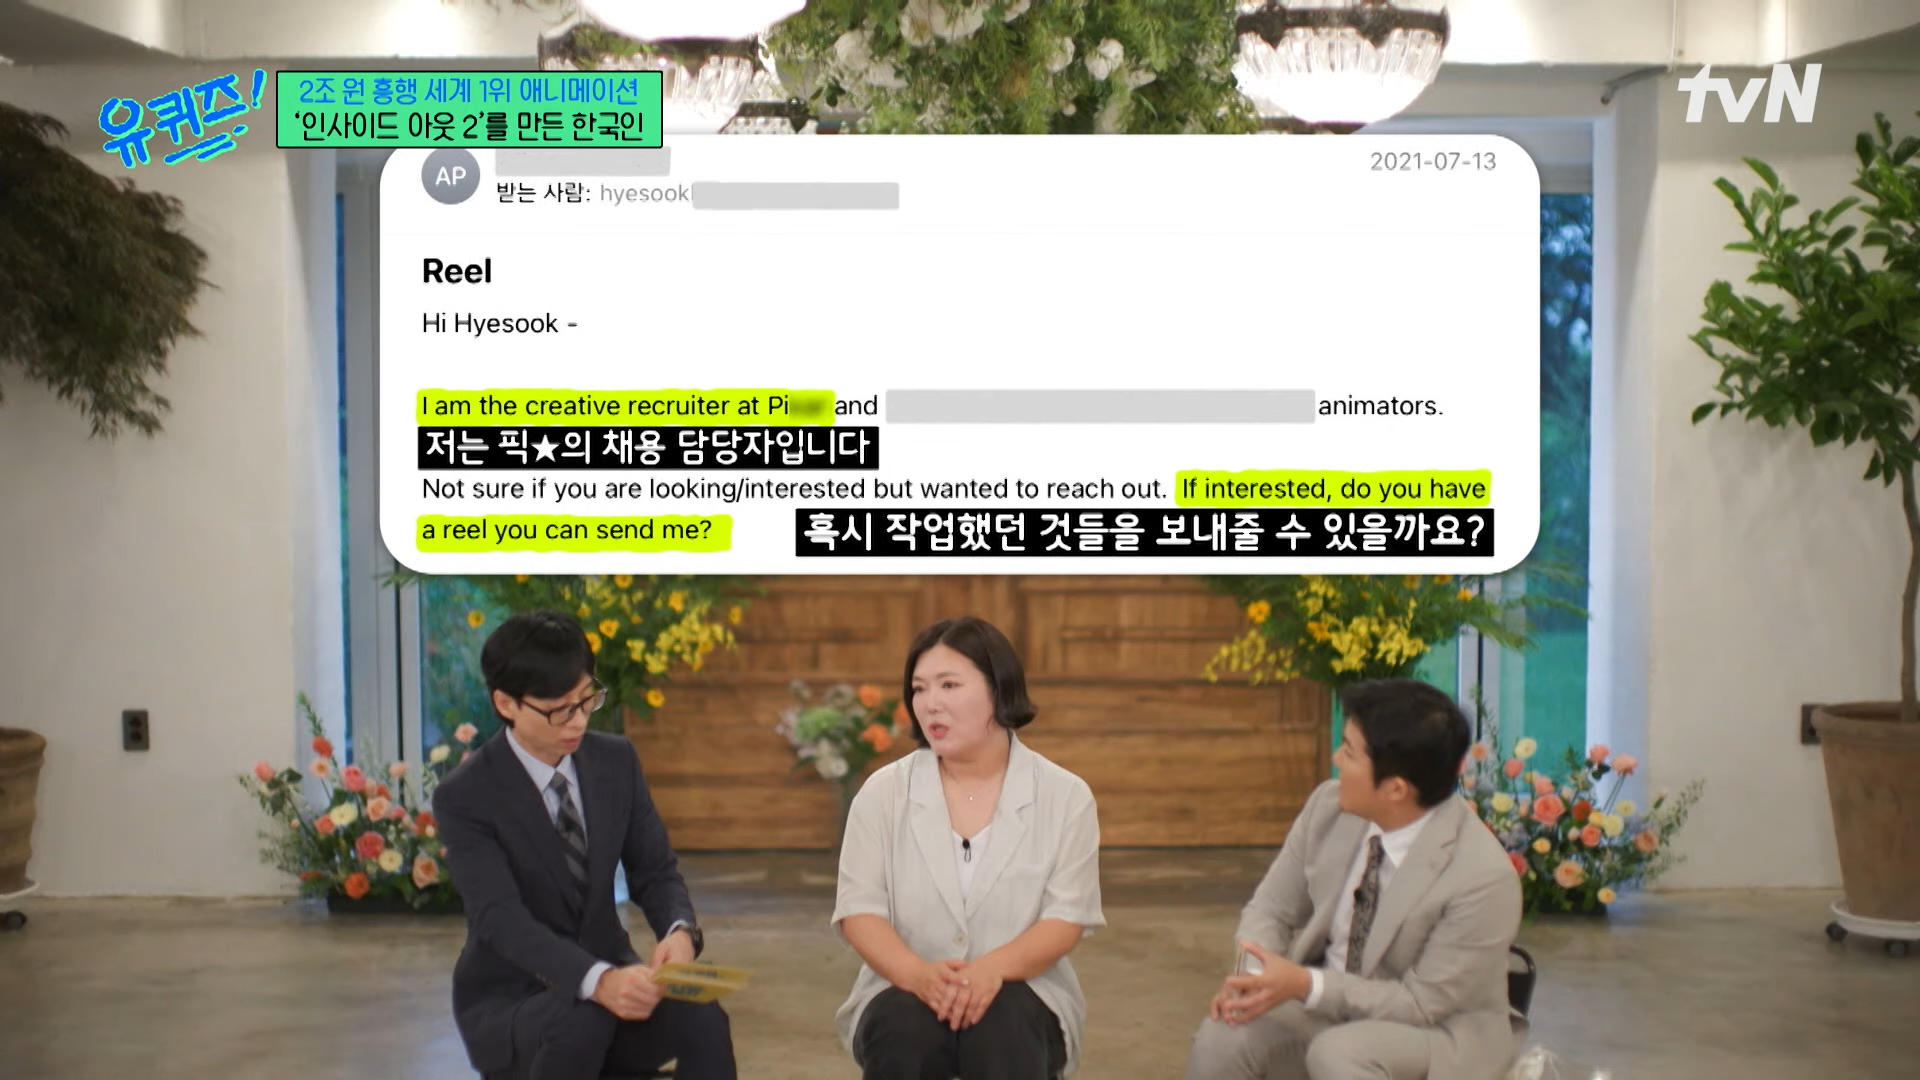 유퀴즈!
2조 원 흥행 세계 1위 애니메이션
‘인사이드 아웃 2’를 만든 한국인
tvN
AP
2021-07-13
받는 사람: hyesook
Reel
Hi Hyesook -
I am the creative recruiter at Pi and animators.
저는 픽★의 채용 담당자입니다
Not sure if you are looking/interested but wanted to reach out. If interested, do you have
a reel you can send me?
혹시 작업했던 것들을 보내줄 수 있을까요?